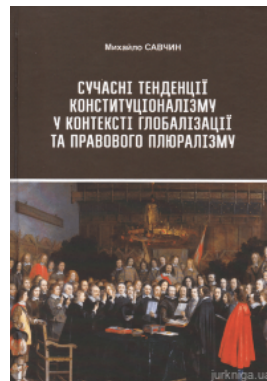 Михайло САВЧИН
СУЧАСНІ ТЕНДЕНЦІЇ
КОНСТИТУЦІОНАЛІЗМУ
У КОНТЕКСТІ ГЛОБАЛІЗАЦІЇ
ТА ПРАВОВОГО ПЛЮРАЛІЗМУ
jurkniga.ua